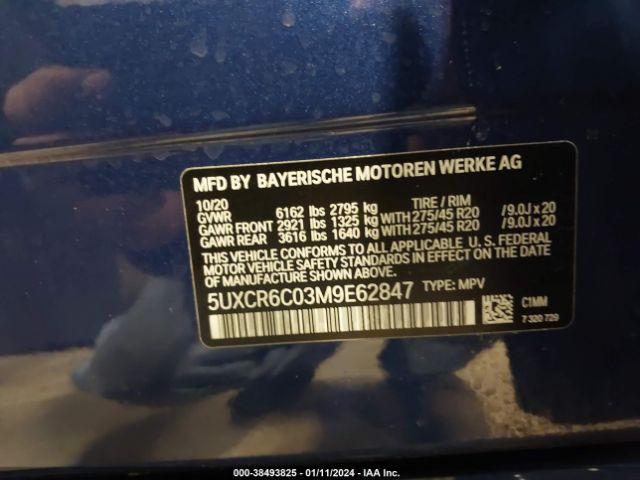 MFD BY BAYERISCHE MOTOREN WERKE AG
10/20 TIRE / RIM
GVWR 6162 lbs 2795 kg
GAWR FRONT 2921 lbs 1325 kg WITH 275/45 R20 /9.0J x 20
GAWR REAR 3616 lbs 1640 kg WITH 275/45 R20 /9.0J x 20
THIS VEHICLE CONFORMS TO ALL APPLICABLE U. S. FEDERAL
MOTOR VEHICLE SAFETY STANDARDS IN EFFECT ON THE DATE
OF MANUFACTURE SHOWN ABOVE.
5UXCR6C03M9E62847 TYPE: MPV
C1MM
7 320 729
000-38493825 - 01/11/2024 - IAA Inc.